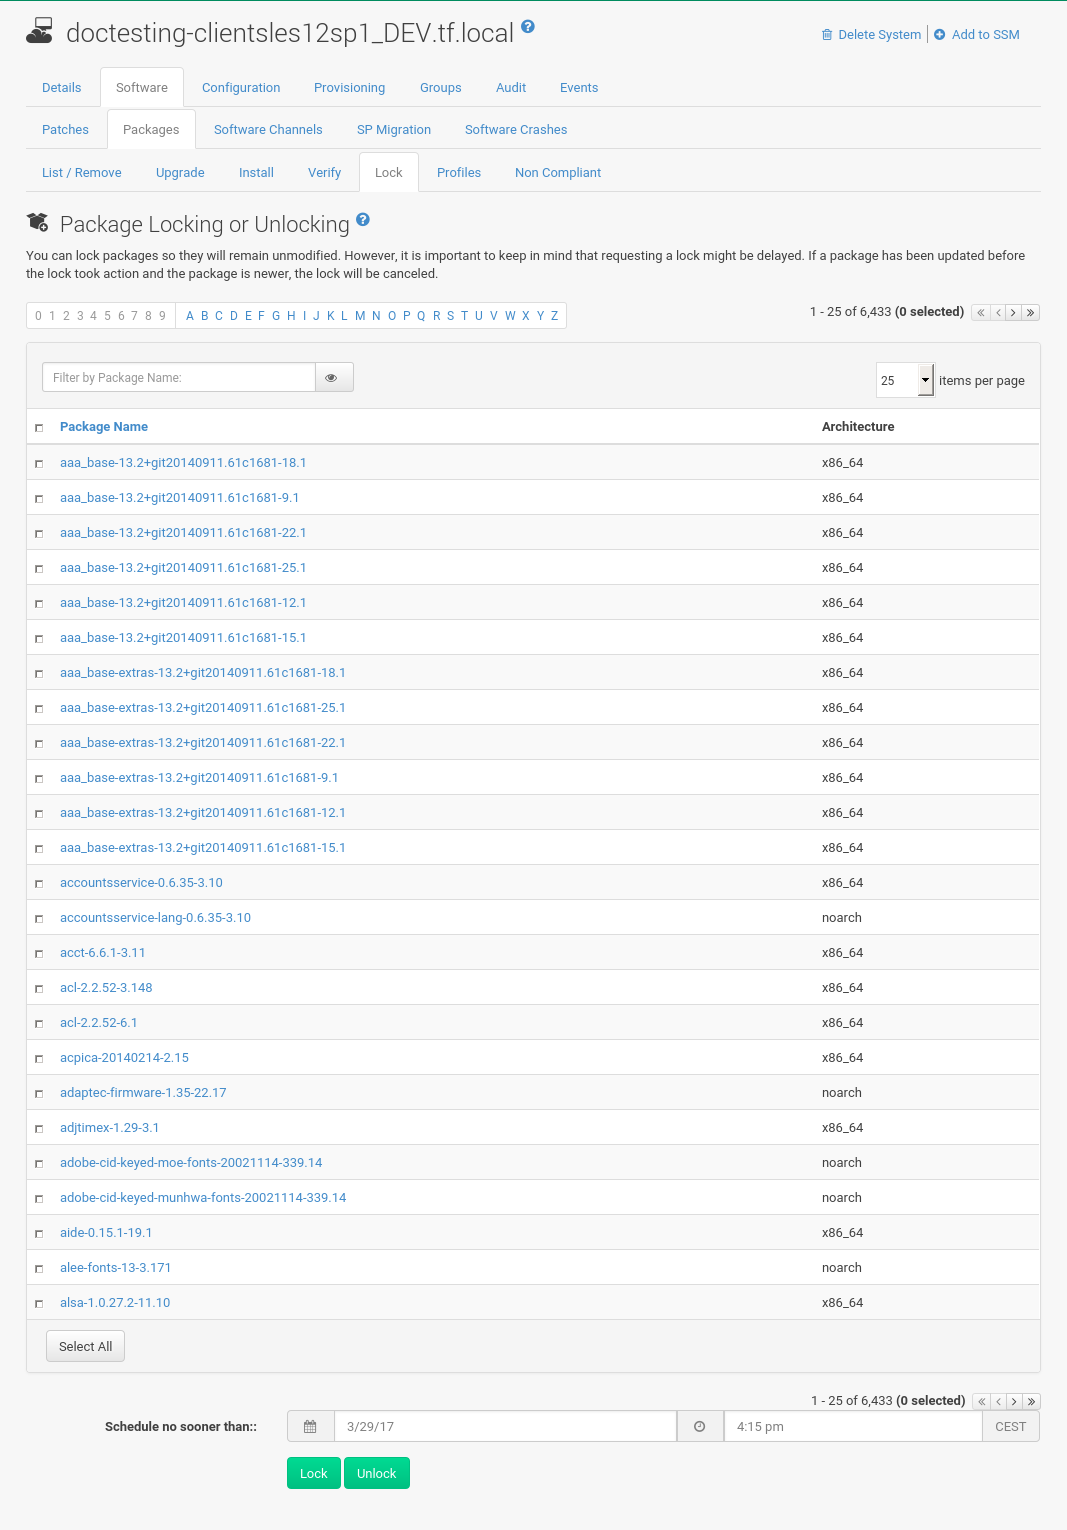 doctesting-clientsles12sp1_DEV.tf.local
Delete System | Add to SSM
Details Software Configuration Provisioning Groups Audit Events
Patches Packages Software Channels SP Migration Software Crashes
List / Remove Upgrade Install Verify Lock Profiles Non Compliant
Package Locking or Unlocking
You can lock packages so they will remain unmodified. However, it is important to keep in mind that requesting a lock might be delayed. If a package has been updated before
the lock took action and the package is newer, the lock will be canceled.
0 1 2 3 4 5 6 7 8 9 A B C D E F G H I J K L M N O P Q R S T U V W X Y Z 1 - 25 of 6,433 (0 selected)
Filter by Package Name: 25 items per page
Package Name Architecture
aaa_base-13.2+git20140911.61c1681-18.1 x86_64
aaa_base-13.2+git20140911.61c1681-9.1 x86_64
aaa_base-13.2+git20140911.61c1681-22.1 x86_64
aaa_base-13.2+git20140911.61c1681-25.1 x86_64
aaa_base-13.2+git20140911.61c1681-12.1 x86_64
aaa_base-13.2+git20140911.61c1681-15.1 x86_64
aaa_base-extras-13.2+git20140911.61c1681-18.1 x86_64
aaa_base-extras-13.2+git20140911.61c1681-25.1 x86_64
aaa_base-extras-13.2+git20140911.61c1681-22.1 x86_64
aaa_base-extras-13.2+git20140911.61c1681-9.1 x86_64
aaa_base-extras-13.2+git20140911.61c1681-12.1 x86_64
aaa_base-extras-13.2+git20140911.61c1681-15.1 x86_64
accountsservice-0.6.35-3.10 x86_64
accountsservice-lang-0.6.35-3.10 noarch
acct-6.6.1-3.11 x86_64
acl-2.2.52-3.148 x86_64
acl-2.2.52-6.1 x86_64
acpica-20140214-2.15 x86_64
adaptec-firmware-1.35-22.17 noarch
adjtimex-1.29-3.1 x86_64
adobe-cid-keyed-moe-fonts-20021114-339.14 noarch
adobe-cid-keyed-munhwa-fonts-20021114-339.14 noarch
aide-0.15.1-19.1 x86_64
alee-fonts-13-3.171 noarch
alsa-1.0.27.2-11.10 x86_64
Select All
1 - 25 of 6,433 (0 selected)
Schedule no sooner than:: 3/29/17 4:15 pm CEST
Lock Unlock